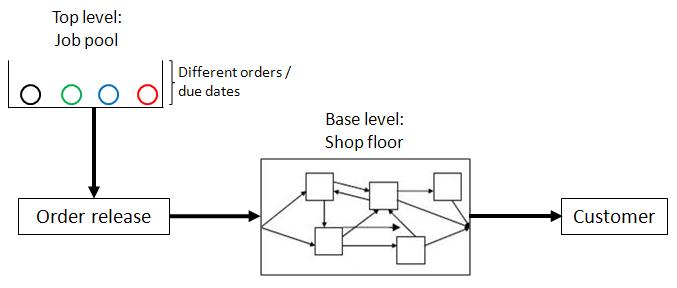 Top level:
Job pool
Different orders /
due dates
Base level:
Shop floor
Order release
Customer